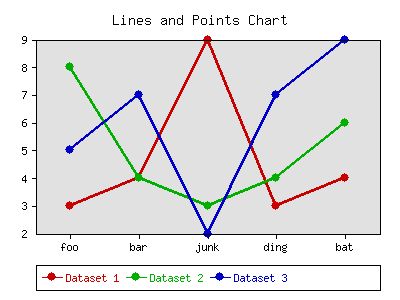 Lines and Points Chart
9
8
7
6
5
4
3
2
foo bar junk ding bat
Dataset 1 Dataset 2 Dataset 3